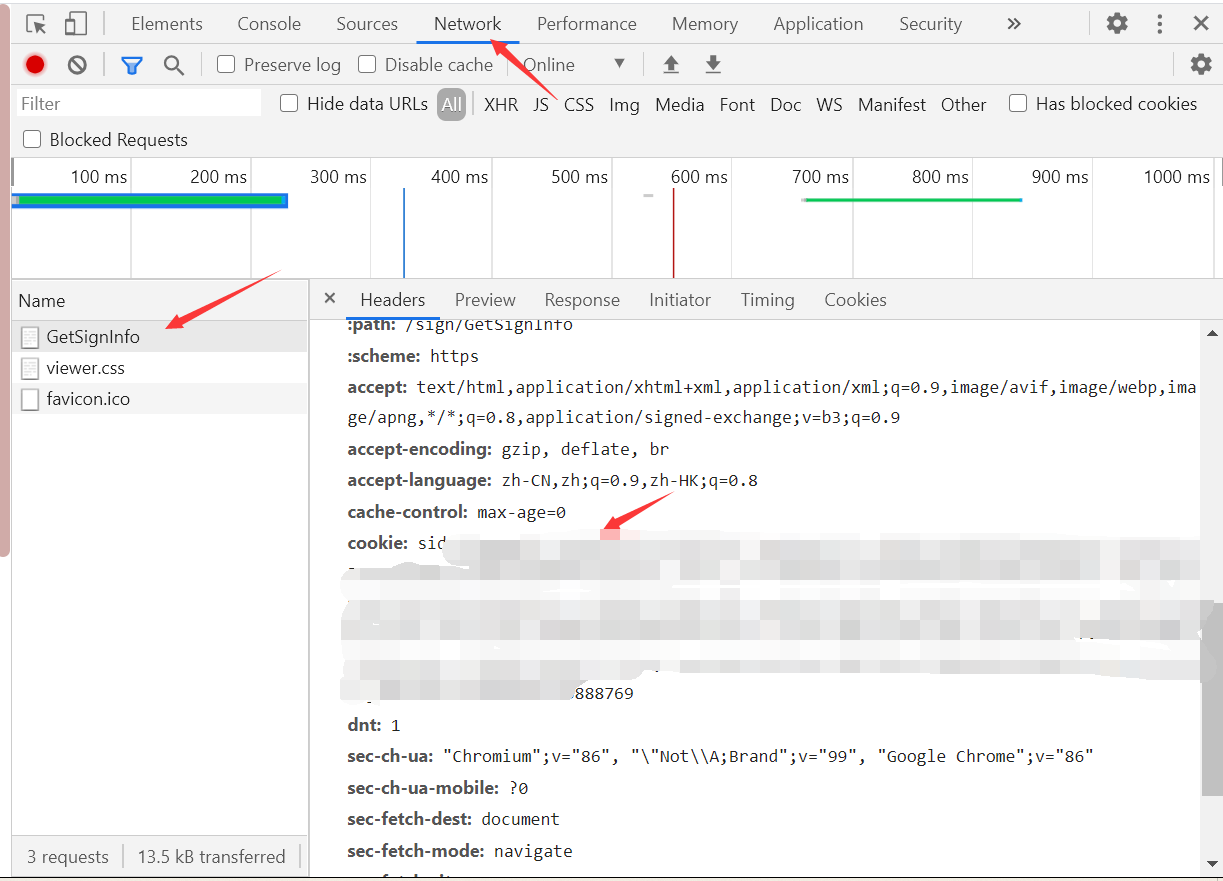 Elements Console Sources Network Performance Memory Application Security
Preserve log Disable cache Online
Filter Hide data URLs All XHR JS CSS Img Media Font Doc WS Manifest Other Has blocked cookies
Blocked Requests
100 ms 200 ms 300 ms 400 ms 500 ms 600 ms 700 ms 800 ms 900 ms 1000 ms
Name
GetSignInfo
viewer.css
favicon.ico
3 requests 13.5 kB transferred
Headers Preview Response Initiator Timing Cookies
:path: /sign/GetSignInfo
:scheme: https
accept: text/html,application/xhtml+xml,application/xml;q=0.9,image/avif,image/webp,ima
ge/apng,*/*;q=0.8,application/signed-exchange;v=b3;q=0.9
accept-encoding: gzip, deflate, br
accept-language: zh-CN,zh;q=0.9,zh-HK;q=0.8
cache-control: max-age=0
cookie: sid
888769
dnt: 1
sec-ch-ua: "Chromium";v="86", "\"Not\\A;Brand";v="99", "Google Chrome";v="86"
sec-ch-ua-mobile: ?0
sec-fetch-dest: document
sec-fetch-mode: navigate